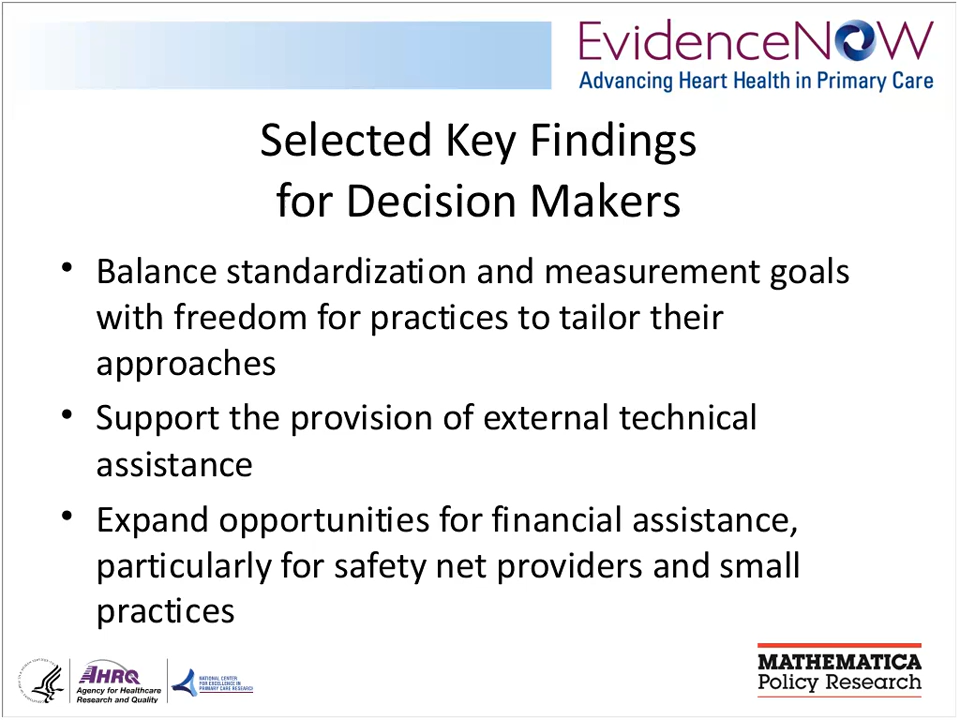 EvidenceNOW
Advancing Heart Health in Primary Care
Selected Key Findings
for Decision Makers
• Balance standardization and measurement goals
with freedom for practices to tailor their
approaches
• Support the provision of external technical
assistance
• Expand opportunities for financial assistance,
particularly for safety net providers and small
practices
AHRQ
Agency for Healthcare
Research and Quality
NATIONAL CENTER
FOR EXCELLENCE IN
PRIMARY CARE RESEARCH
MATHEMATICA
Policy Research